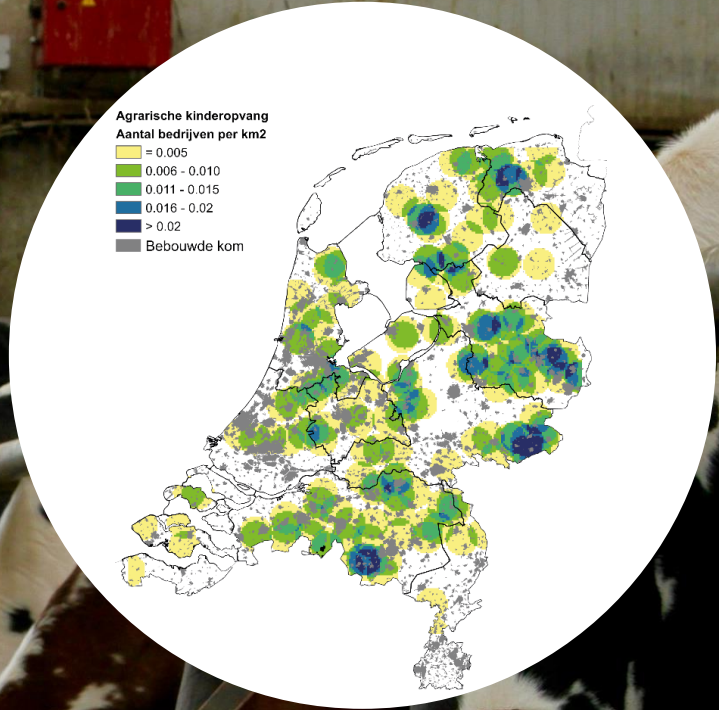 Agrarische kinderopvang
Aantal bedrijven per km2
= 0.005
0.006 - 0.010
0.011 - 0.015
0.016 - 0.02
> 0.02
Bebouwde kom